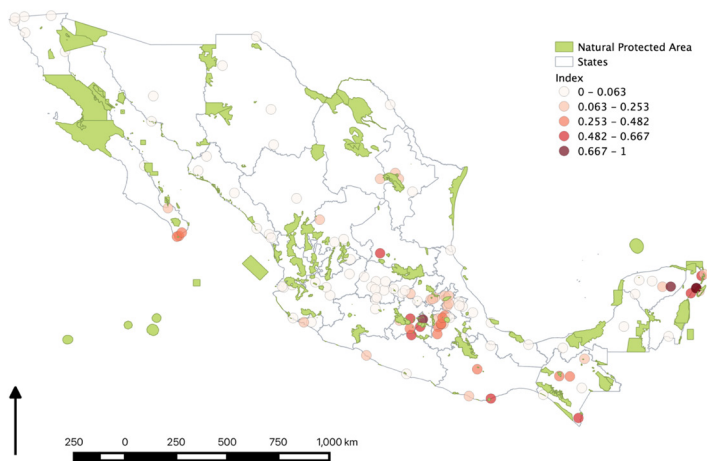 Natural Protected Area
States
Index
0 – 0.063
0.063 – 0.253
0.253 – 0.482
0.482 – 0.667
0.667 – 1
250 0 250 500 750 1,000 km